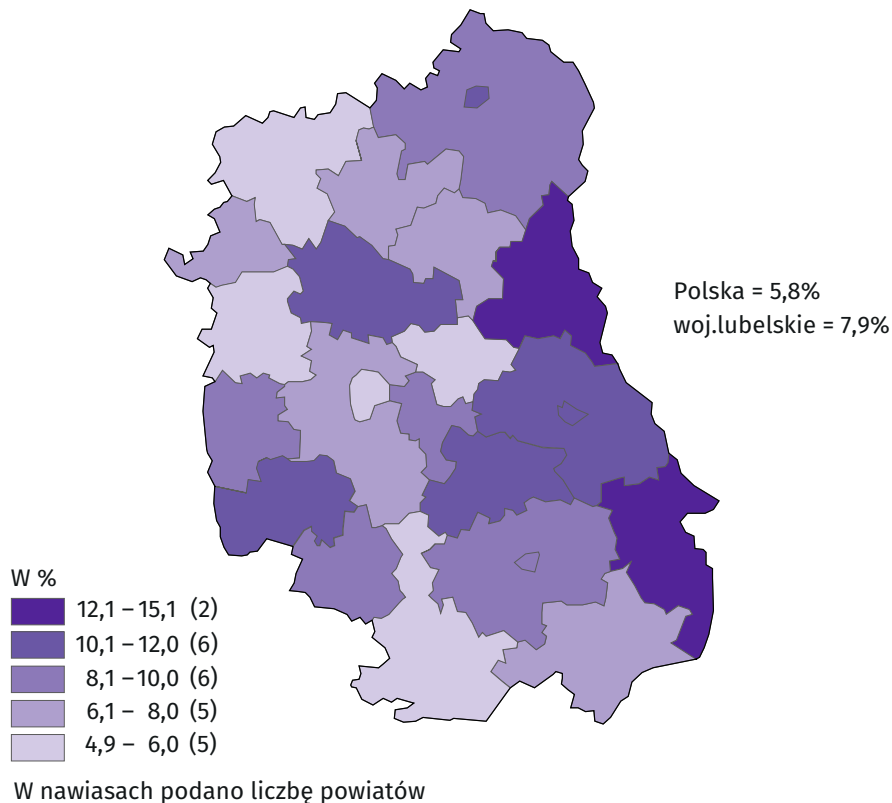 Polska = 5,8%
woj.lubelskie = 7,9%
W %
12,1 – 15,1 (2)
10,1 – 12,0 (6)
8,1 – 10,0 (6)
6,1 – 8,0 (5)
4,9 – 6,0 (5)
W nawiasach podano liczbę powiatów